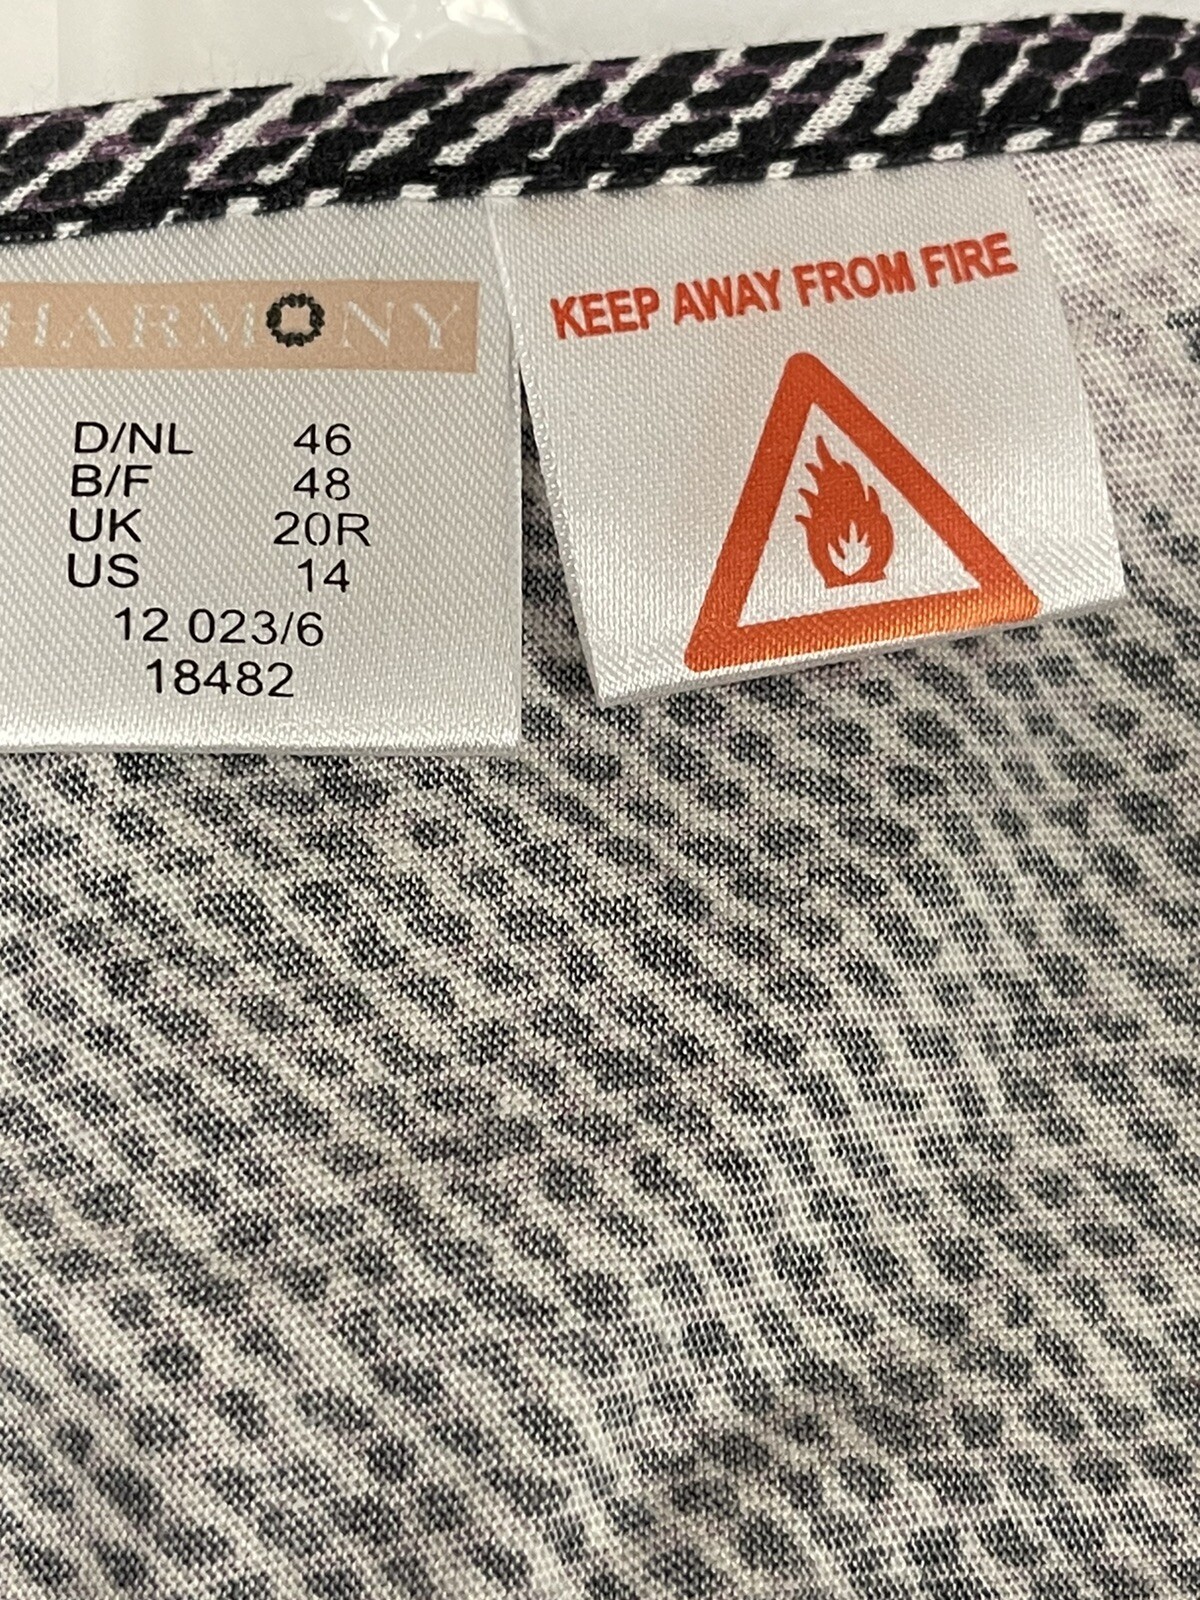 HARMONY
D/NL 46
B/F 48
UK 20R
US 14
12 023/6
18482
KEEP AWAY FROM FIRE